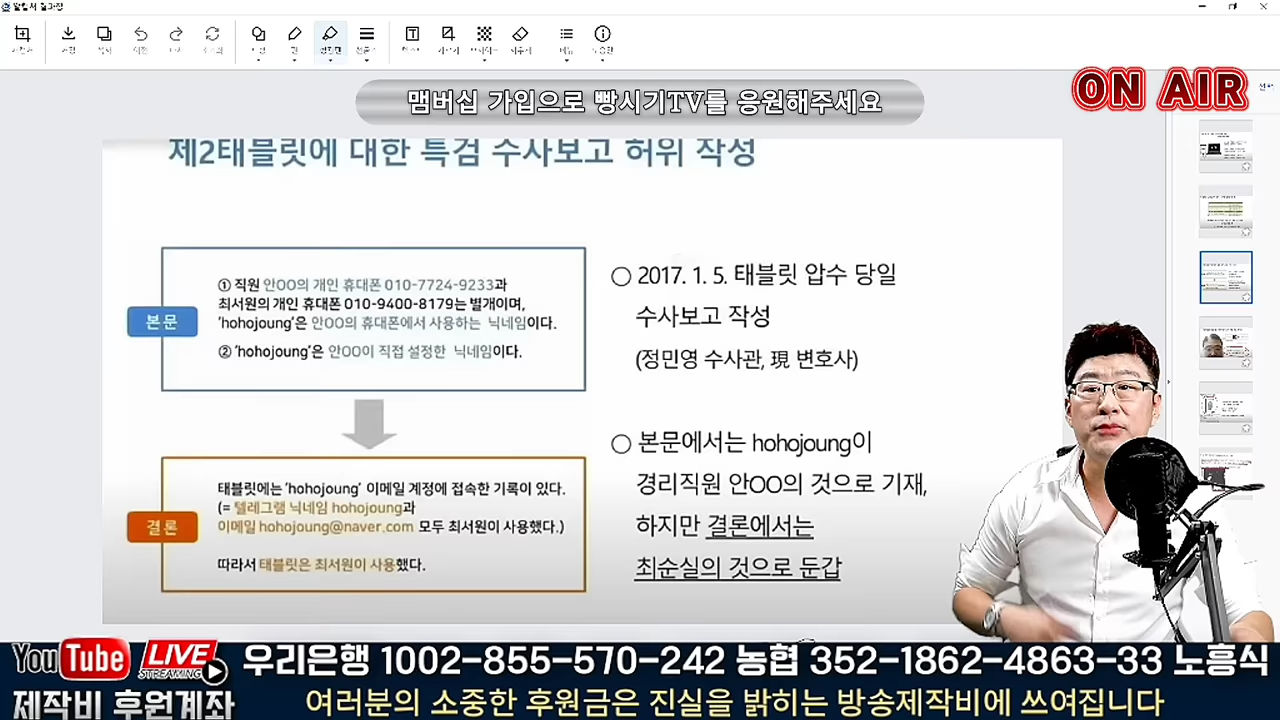 알캡처 결과창
맴버십 가입으로 빵시기TV를 응원해주세요
ON AIR
제2태블릿에 대한 특검 수사보고 허위 작성
본문
① 직원 안OO의 개인 휴대폰 010-7724-9233과
최서원의 개인 휴대폰 010-9400-8179는 별개이며,
'hohojoung'은 안OO의 휴대폰에서 사용하는 닉네임이다.
② 'hohojoung'은 안OO이 직접 설정한 닉네임이다.
결론
태블릿에는 'hohojoung' 이메일 계정에 접속한 기록이 있다.
(= 텔레그램 닉네임 hohojoung과
이메일 hohojoung@naver.com 모두 최서원이 사용했다.)
따라서 태블릿은 최서원이 사용했다.
○ 2017. 1. 5. 태블릿 압수 당일
수사보고 작성
(정민영 수사관, 現 변호사)
○ 본문에서는 hohojoung이
경리직원 안OO의 것으로 기재,
하지만 결론에서는
최순실의 것으로 둔갑
YouTube LIVE STREAMING 우리은행 1002-855-570-242 농협 352-1862-4863-33 노흥식
제작비 후원계좌 여러분의 소중한 후원금은 진실을 밝히는 방송제작비에 쓰여집니다